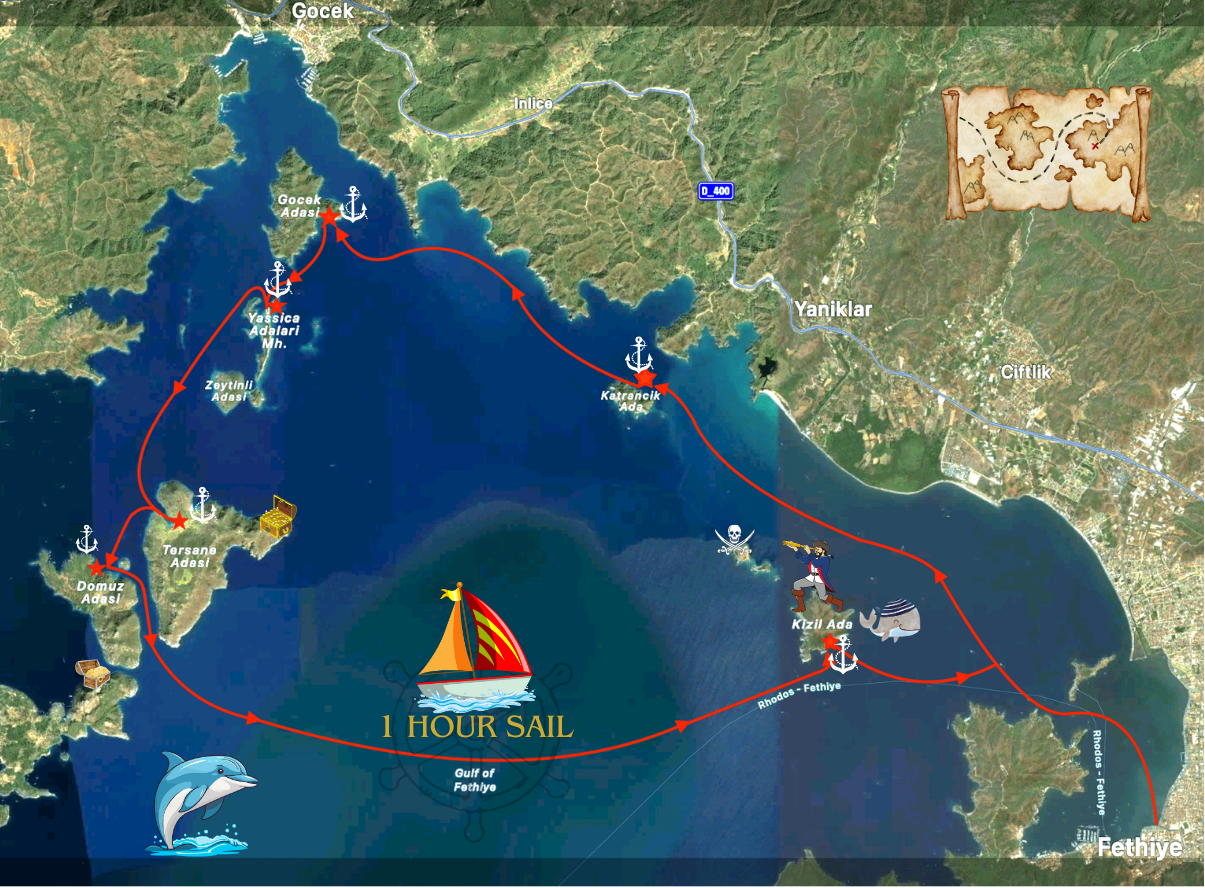 Gocek
Inlice
D_400
Gocek
Adasi
Yassica
Adalari
Mh.
Yaniklar
Ciftlik
Zeytinli
Adasi
Katrancik
Ada
Tersane
Adasi
Domuz
Adasi
Kizil Ada
Rhodos - Fethiye
1 HOUR SAIL
Gulf of
Fethiye
Rhodos - Fethiye
Fethiye